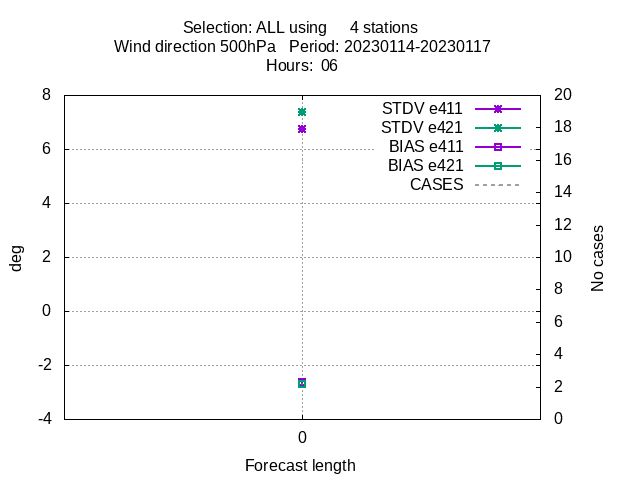 Selection: ALL using 4 stations
Wind direction 500hPa Period: 20230114-20230117
Hours: 06
8
6
4
2
0
-2
-4
deg
STDV e411
STDV e421
BIAS e411
BIAS e421
CASES
20
18
16
14
12
10
8
6
4
2
0
No cases
0
Forecast length